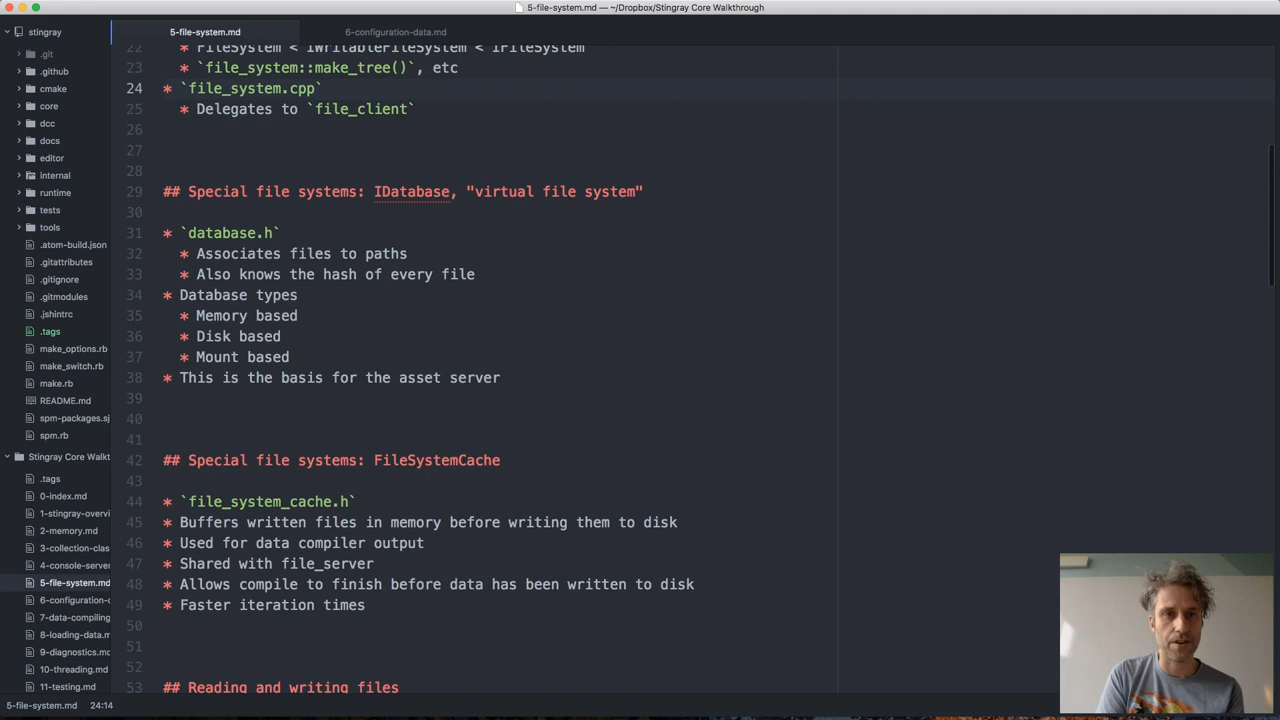 5-file-system.md — ~/Dropbox/Stingray Core Walkthrough
stingray
.git
.github
cmake
core
dcc
docs
editor
internal
runtime
tests
tools
.atom-build.json
.gitattributes
.gitignore
.gitmodules
.jshintrc
.tags
make_options.rb
make_switch.rb
make.rb
README.md
spm-packages.sj
spm.rb
Stingray Core Walkt
.tags
0-index.md
1-stingray-overvi
2-memory.md
3-collection-clas
4-console-server
5-file-system.md
6-configuration-c
7-data-compiling
8-loading-data.m
9-diagnostics.mc
10-threading.md
11-testing.md
5-file-system.md
6-configuration-data.md
22 * FileSystem < IWritableFileSystem < IFileSystem
23 * `file_system::make_tree()`, etc
24 * `file_system.cpp`
25 * Delegates to `file_client`
26
27
28
29 ## Special file systems: IDatabase, "virtual file system"
30
31 * `database.h`
32 * Associates files to paths
33 * Also knows the hash of every file
34 * Database types
35 * Memory based
36 * Disk based
37 * Mount based
38 * This is the basis for the asset server
39
40
41
42 ## Special file systems: FileSystemCache
43
44 * `file_system_cache.h`
45 * Buffers written files in memory before writing them to disk
46 * Used for data compiler output
47 * Shared with file_server
48 * Allows compile to finish before data has been written to disk
49 * Faster iteration times
50
51
52
53 ## Reading and writing files
5-file-system.md 24:14